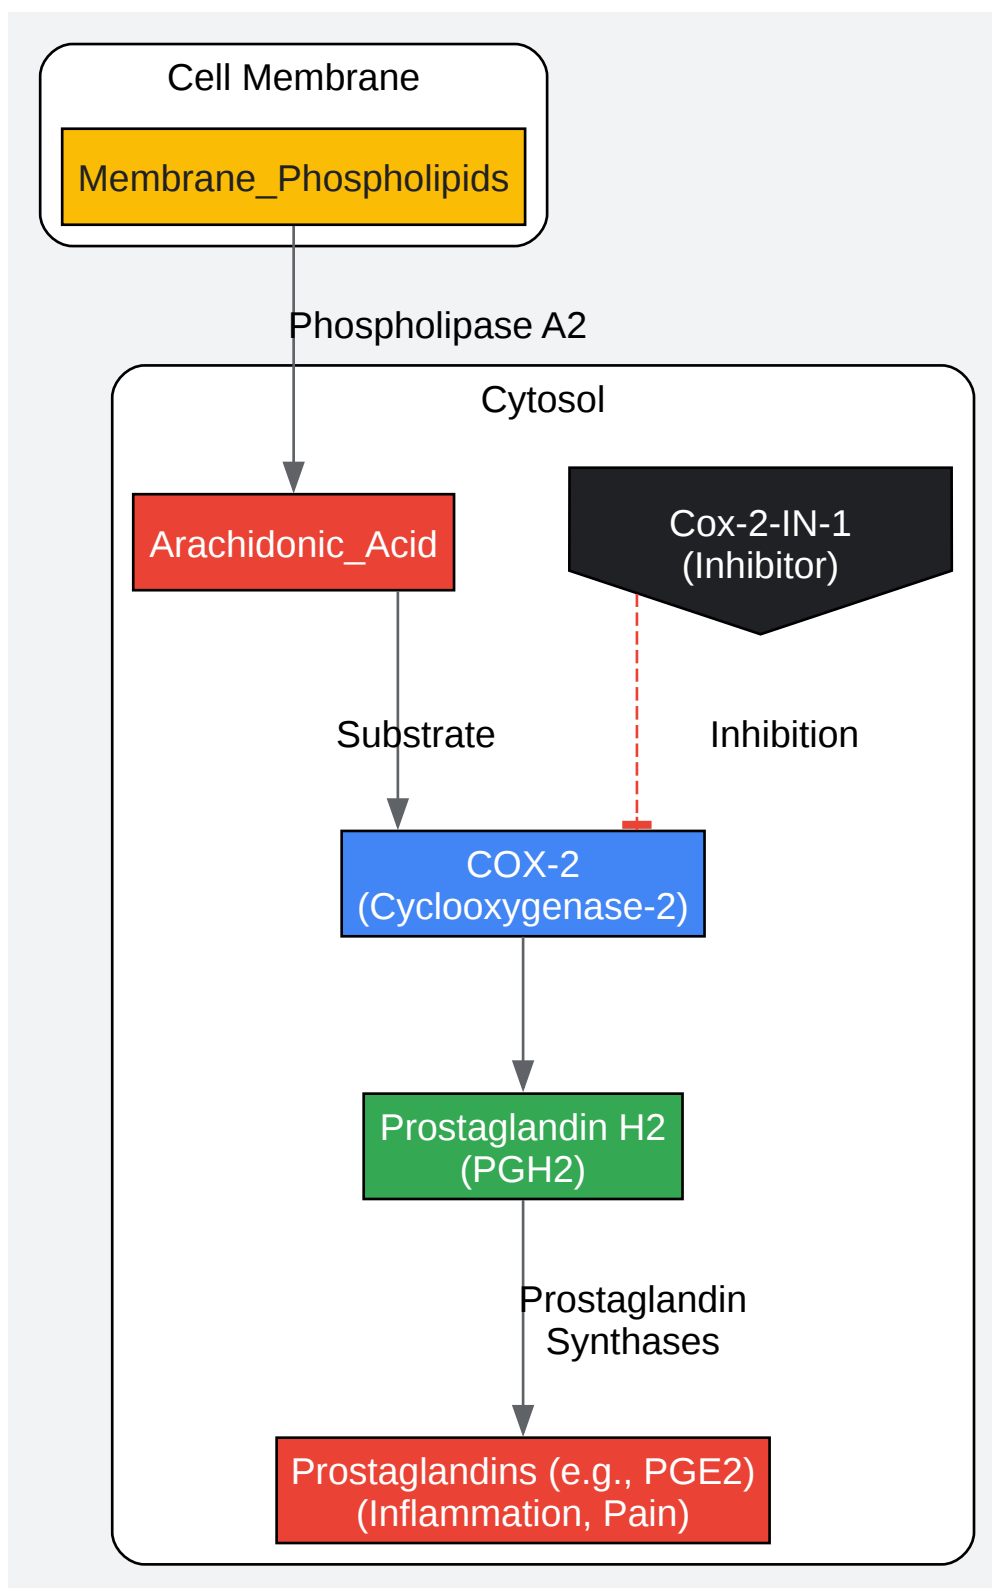 Cell Membrane
Membrane_Phospholipids
Phospholipase A2
Cytosol
Arachidonic_Acid
Cox-2-IN-1
(Inhibitor)
Substrate
Inhibition
COX-2
(Cyclooxygenase-2)
Prostaglandin H2
(PGH2)
Prostaglandin
Synthases
Prostaglandins (e.g., PGE2)
(Inflammation, Pain)